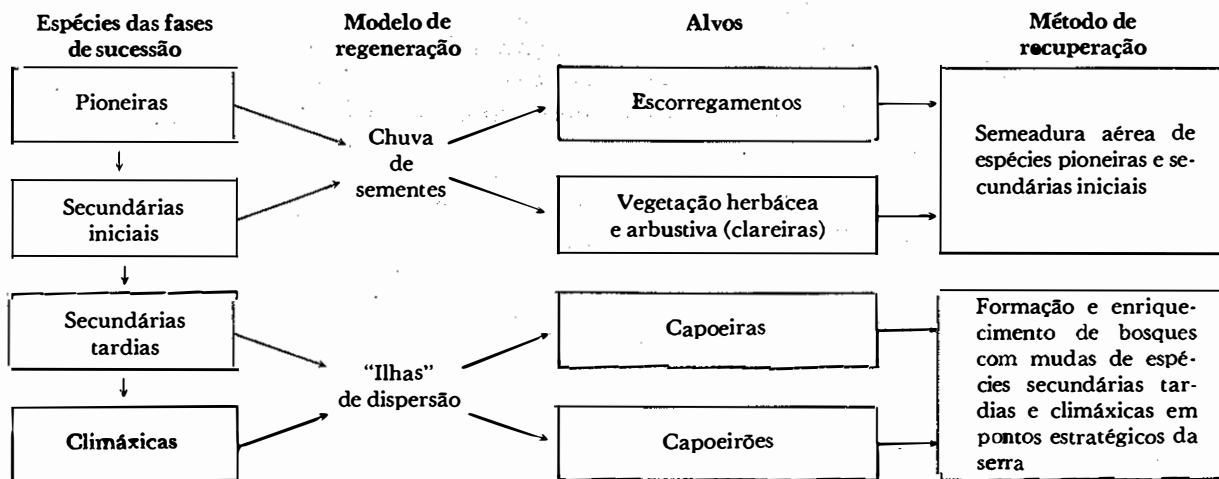 Espécies das fases
de sucessão
Modelo de
regeneração
Alvos
Método de
recuperação
Pioneiras
Secundárias
iniciais
Secundárias
tardias
Climáxicas
Chuva
de
sementes
"Ilhas"
de dispersão
Escorregamentos
Vegetação herbácea
e arbustiva (clareiras)
Capoeiras
Capoeirões
Semeadura aérea de
espécies pioneiras e se-
cundárias iniciais
Formação e enrique-
cimento de bosques
com mudas de espé-
cies secundárias tar-
dias e climáxicas em
pontos estratégicos da
serra